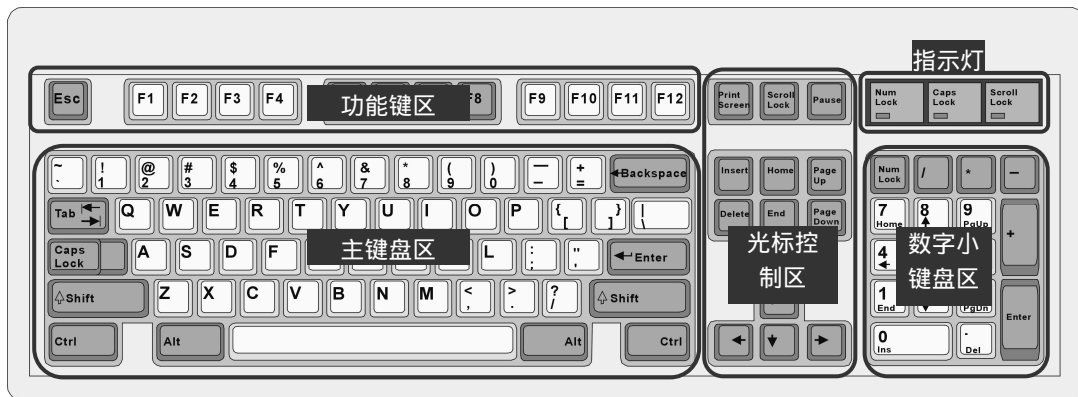 指示灯
Esc F1 F2 F3 F4 功能键区 F9 F10 F11 F12 Print Screen Scroll Lock Pause Num Lock Caps Lock Scroll Lock
~ ` ! 1 @ 2 # 3 $ 4 % 5 ^ 6 & 7 * 8 ( 9 ) 0 — – + = Backspace Insert Home Page Up Num Lock / * –
Tab Q W E R T Y U I O P { [ } ] | \ Delete End Page Down 7 Home 8 9 PgUp +
Caps Lock A S D F 主键盘区 L : ; " ' Enter 光标控制区 4 数字小键盘区
Shift Z X C V B N M < , > . ? / Shift 1 End PgDn Enter
Ctrl Alt Alt Ctrl 0 Ins . Del